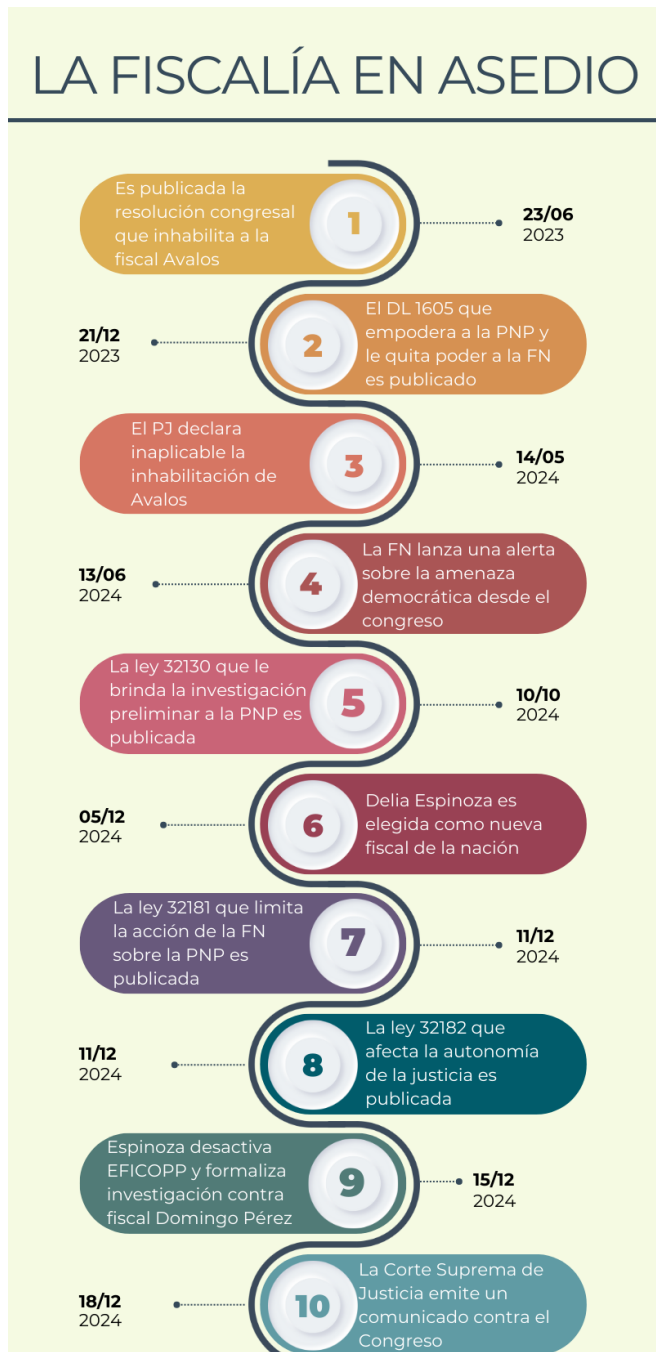 LA FISCALÍA EN ASEDIO
Es publicada la
resolución congresal
que inhabilita a la
fiscal Avalos
1
23/06
2023
21/12
2023
2
El DL 1605 que
empodera a la PNP y
le quita poder a la FN
es publicado
El PJ declara
inaplicable la
inhabilitación de
Avalos
3
14/05
2024
13/06
2024
4
La FN lanza una alerta
sobre la amenaza
democrática desde el
congreso
La ley 32130 que le
brinda la investigación
preliminar a la PNP es
publicada
5
10/10
2024
05/12
2024
6
Delia Espinoza es
elegida como nueva
fiscal de la nación
La ley 32181 que limita
la acción de la FN
sobre la PNP es
publicada
7
11/12
2024
11/12
2024
8
La ley 32182 que
afecta la autonomía
de la justicia es
publicada
Espinoza desactiva
EFICOPP y formaliza
investigación contra
fiscal Domingo Pérez
9
15/12
2024
18/12
2024
10
La Corte Suprema de
Justicia emite un
comunicado contra el
Congreso